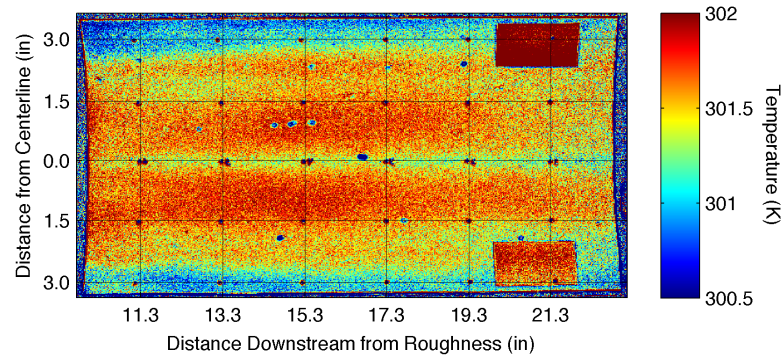 Distance from Centerline (in)
3.0
1.5
0.0
1.5
3.0
11.3 13.3 15.3 17.3 19.3 21.3
Distance Downstream from Roughness (in)
302
301.5
301
300.5
Temperature (K)